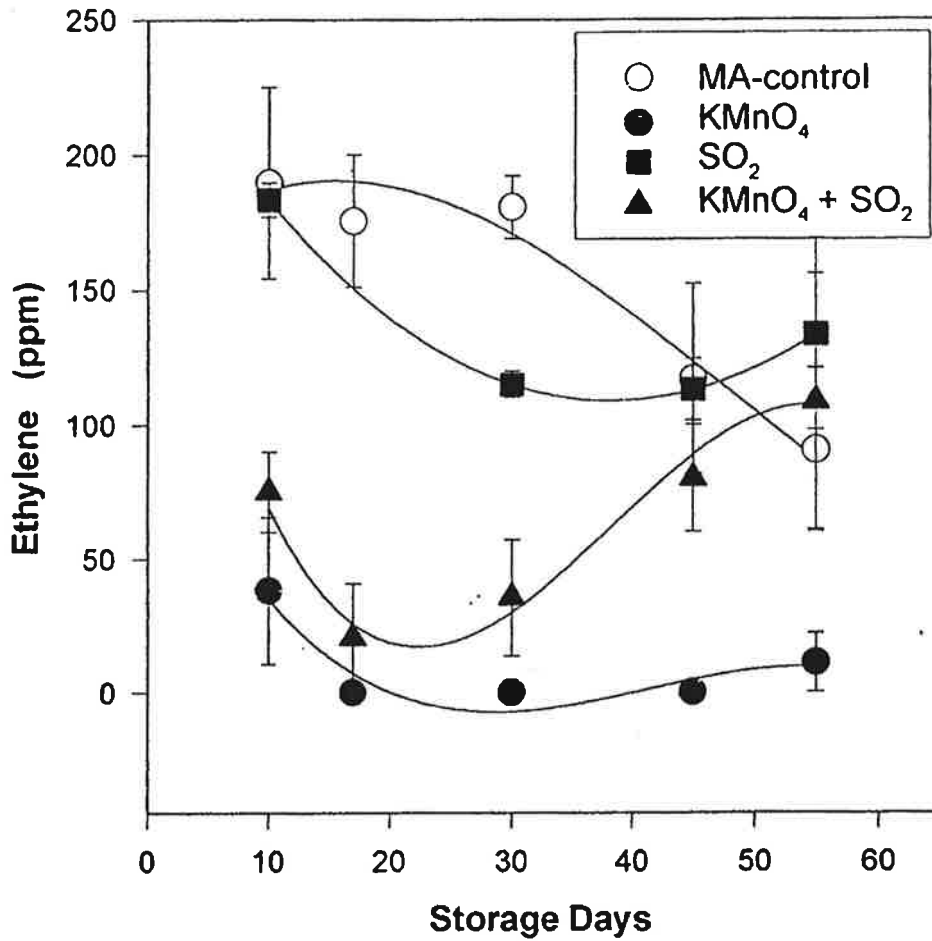 250
200
150
100
50
0
Ethylene (ppm)
MA-control
KMnO₄
SO₂
KMnO₄ + SO₂
0 10 20 30 40 50 60
Storage Days